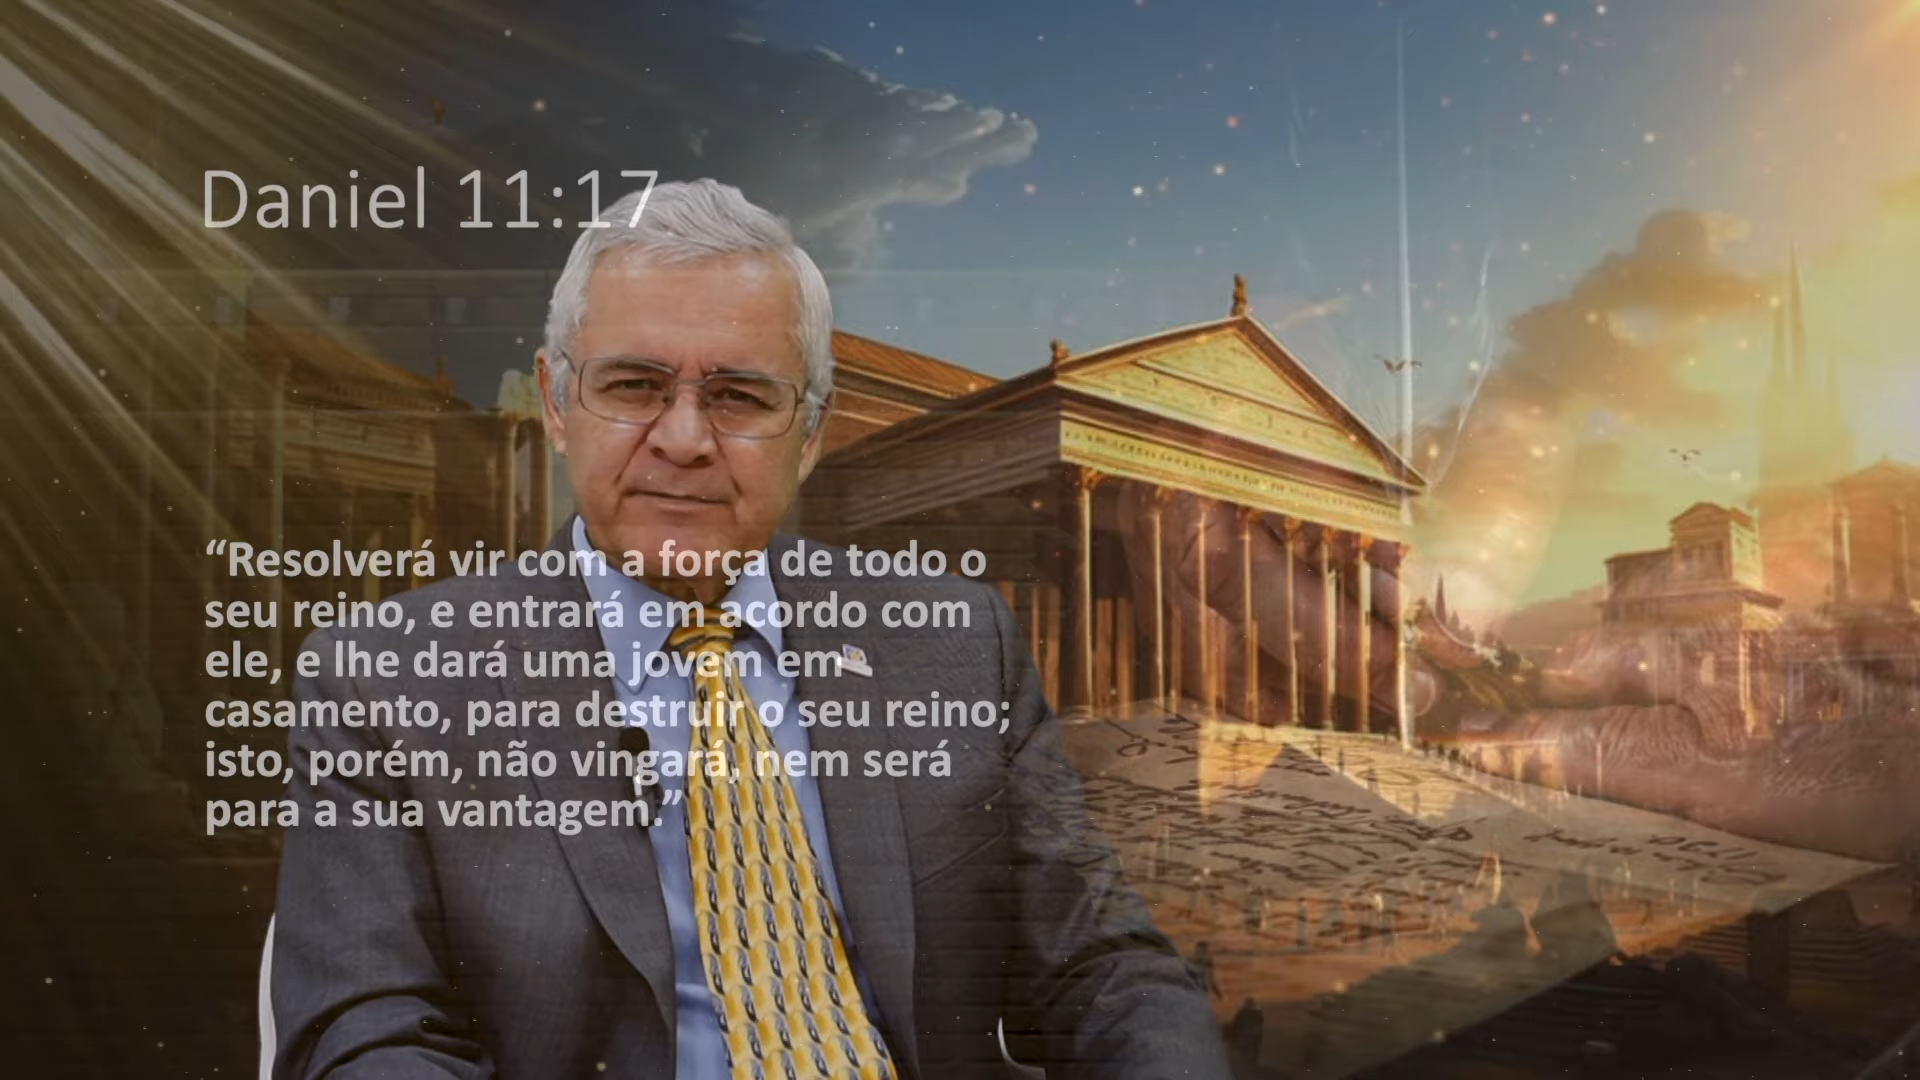 Daniel 11:17
“Resolverá vir com a força de todo o
seu reino, e entrará em acordo com
ele, e lhe dará uma jovem em
casamento, para destruir o seu reino;
isto, porém, não vingará, nem será
para a sua vantagem.”